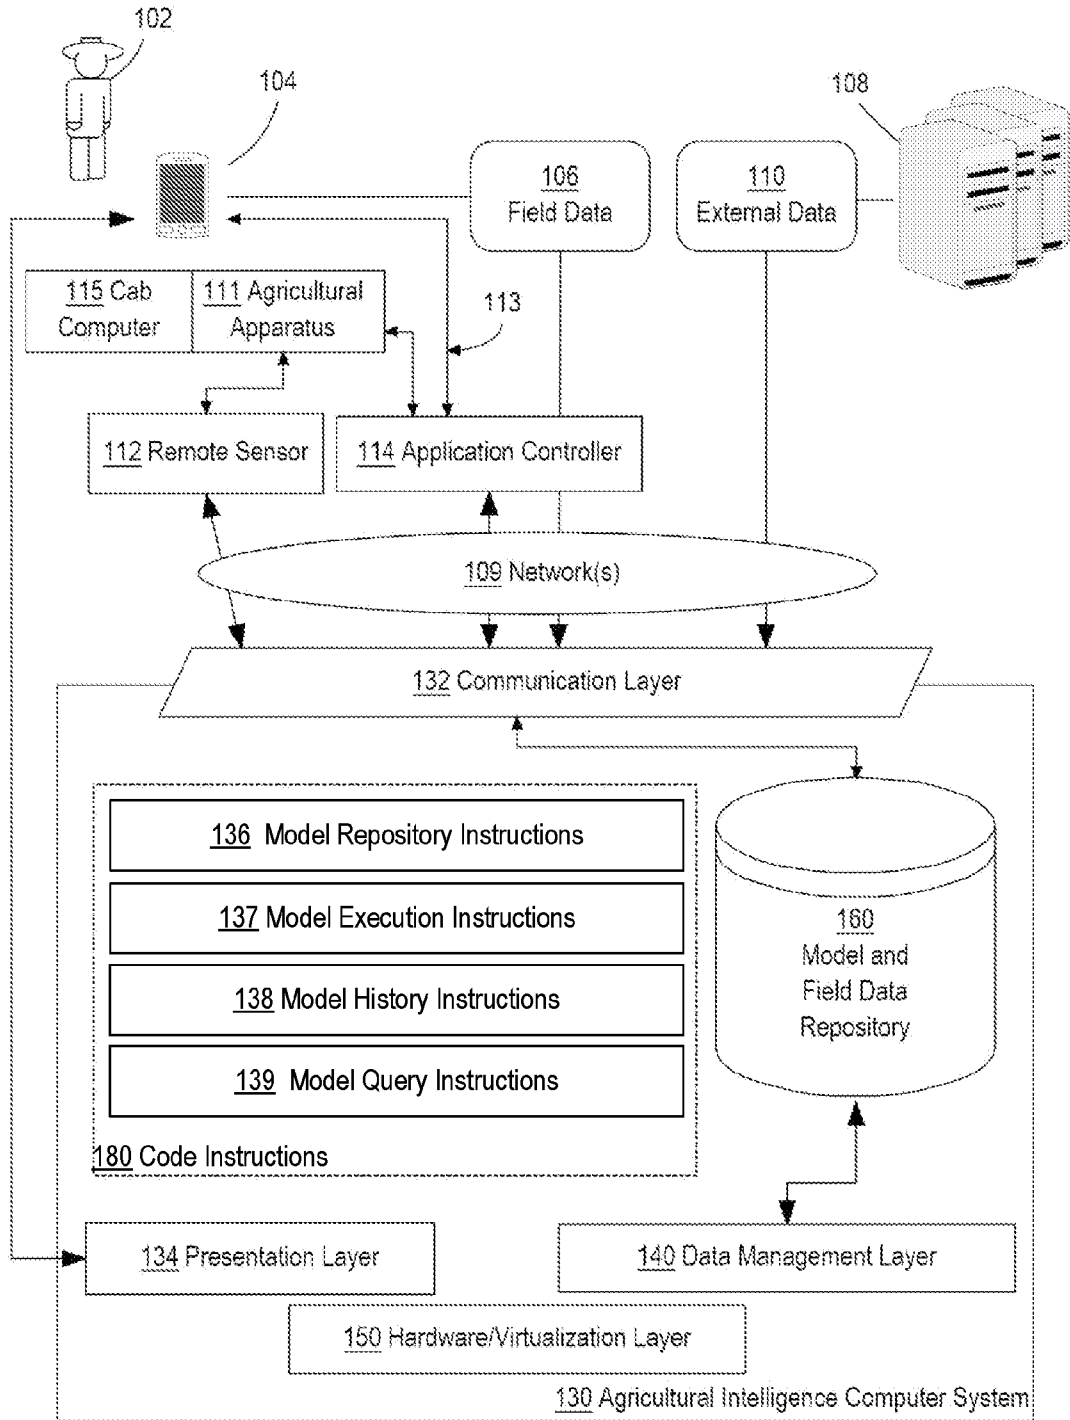 102
104
108
106
Field Data
110
External Data
115 Cab
Computer
111 Agricultural
Apparatus
113
112 Remote Sensor
114 Application Controller
109 Network(s)
132 Communication Layer
136 Model Repository Instructions
137 Model Execution Instructions
138 Model History Instructions
139 Model Query Instructions
180 Code Instructions
160
Model and
Field Data
Repository
134 Presentation Layer
140 Data Management Layer
150 Hardware/Virtualization Layer
130 Agricultural Intelligence Computer System